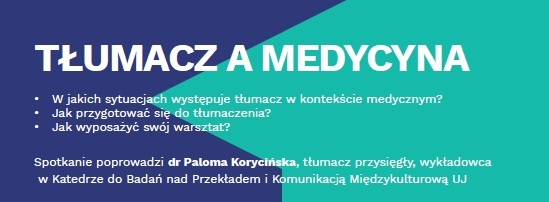 TŁUMACZ A MEDYCYNA
• W jakich sytuacjach występuje tłumacz w kontekście medycznym?
• Jak przygotować się do tłumaczenia?
• Jak wyposażyć swój warsztat?
Spotkanie poprowadzi dr Paloma Korycińska, tłumacz przysięgły, wykładowca
w Katedrze do Badań nad Przekładem i Komunikacją Międzykulturową UJ